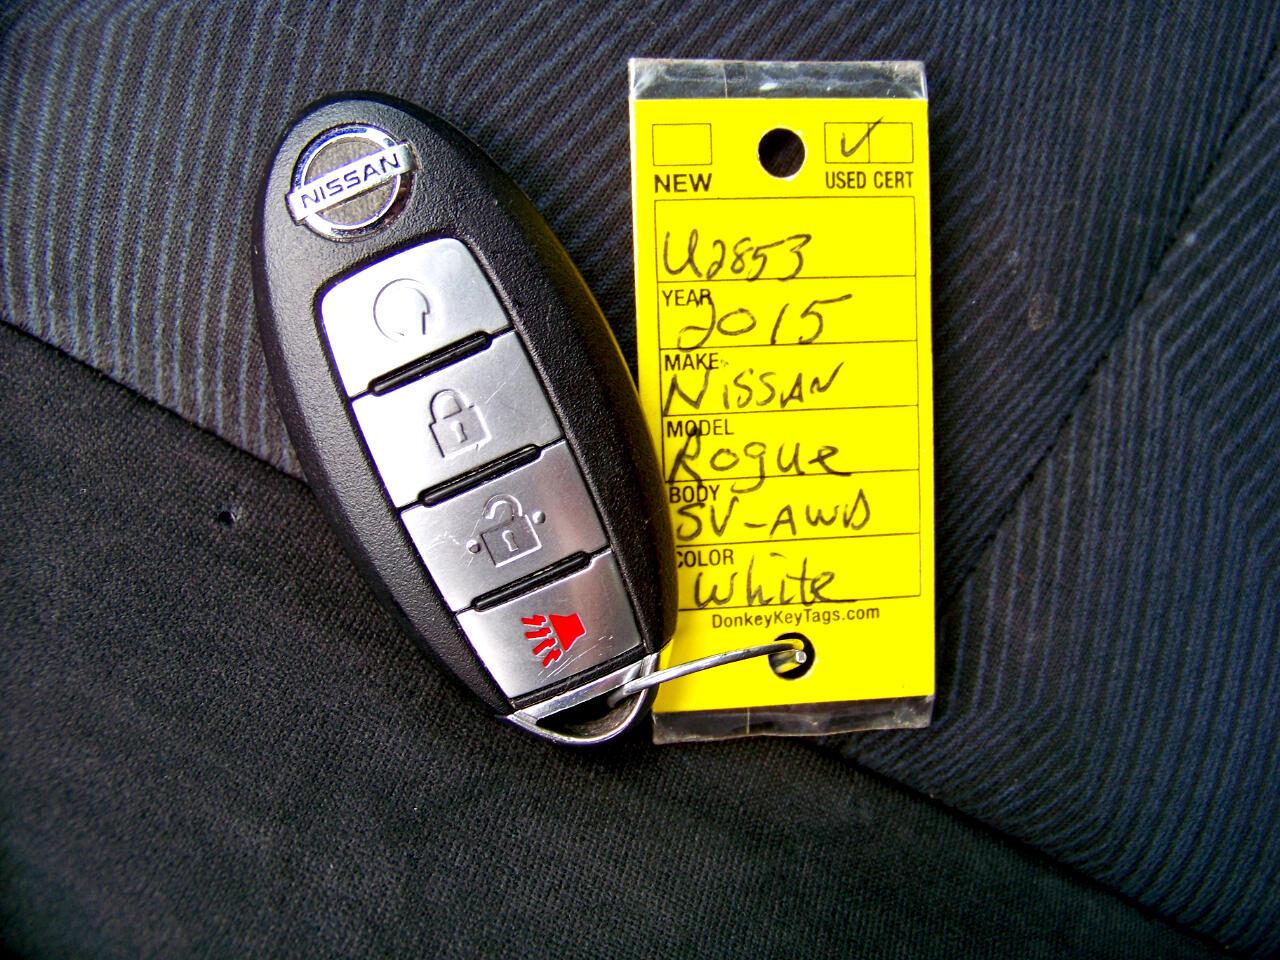 NISSAN
NEW
USED CERT
U2853
YEAR
2015
MAKE
NISSAN
MODEL
Rogue
BODY
SV-AWD
COLOR
White
DonkeyKeyTags.com